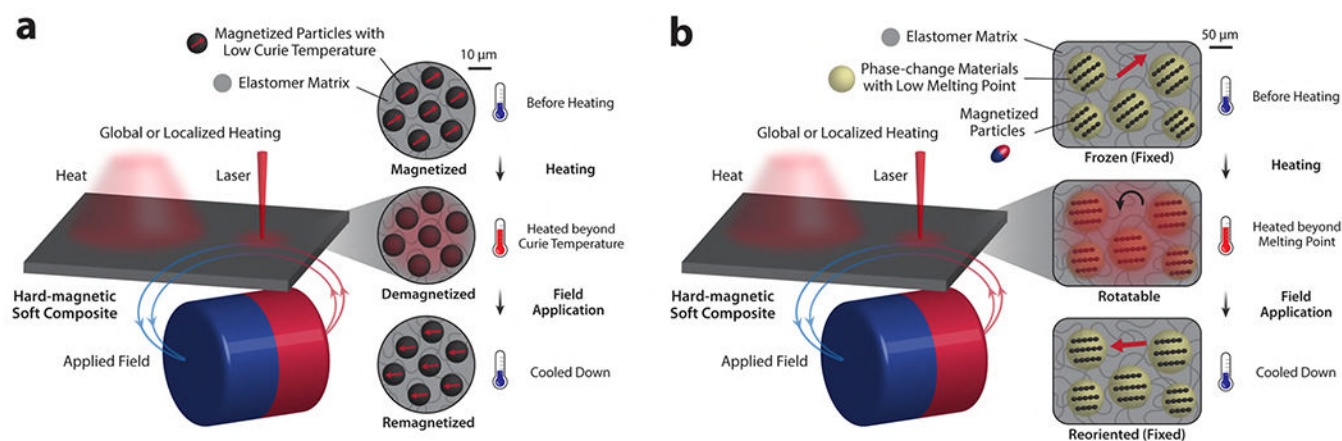 a
Magnetized Particles with
Low Curie Temperature
10 μm
Elastomer Matrix
Before Heating
Global or Localized Heating
Magnetized
Heat
Laser
Heating
Heated beyond
Curie Temperature
Demagnetized
Hard-magnetic
Soft Composite
Field
Application
Applied Field
Cooled Down
Remagnetized
b
Elastomer Matrix
50 μm
Phase-change Materials
with Low Melting Point
Before Heating
Magnetized
Particles
Global or Localized Heating
Frozen (Fixed)
Heat
Laser
Heating
Heated beyond
Melting Point
Rotatable
Hard-magnetic
Soft Composite
Field
Application
Applied Field
Cooled Down
Reoriented (Fixed)